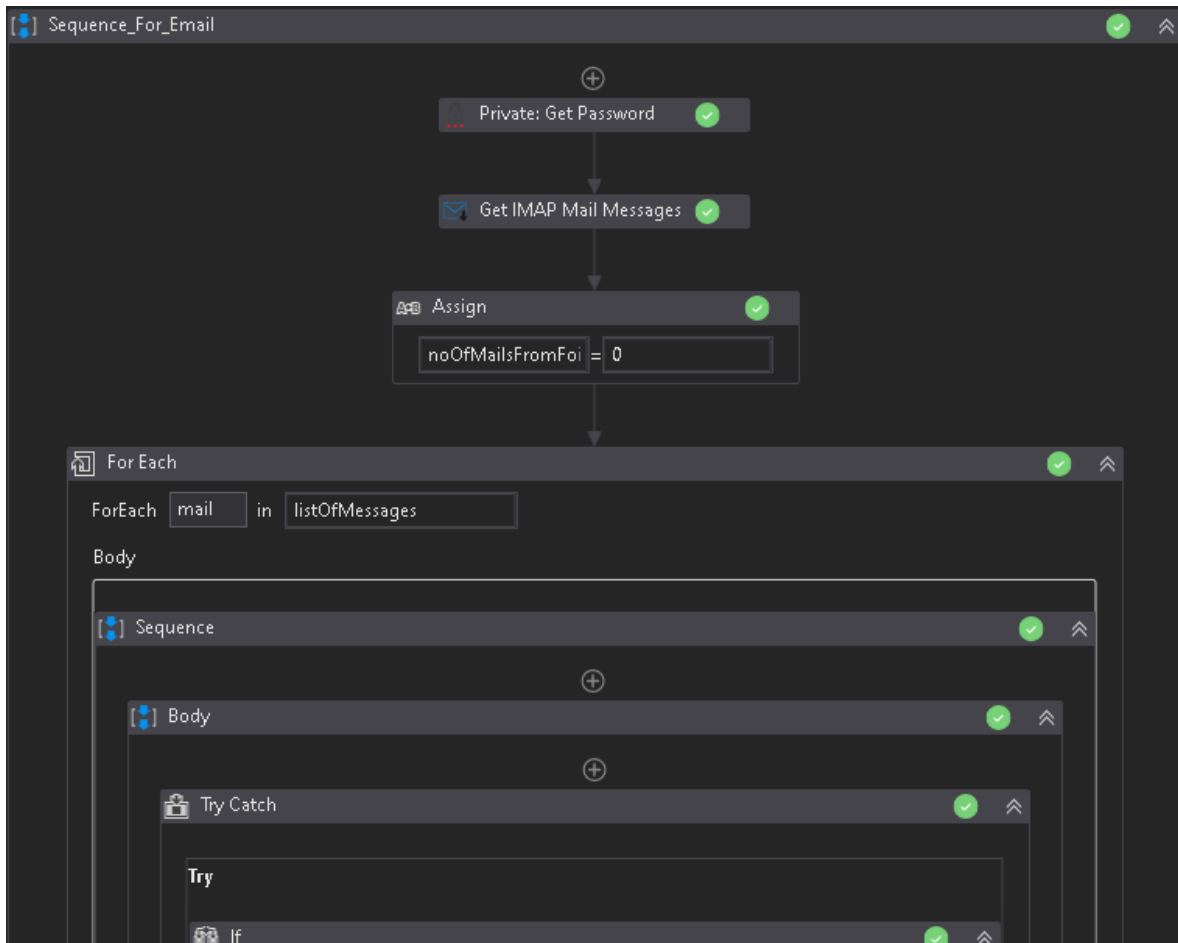 Sequence_For_Email
Private: Get Password
Get IMAP Mail Messages
Assign
noOfMailsFromFoi = 0
For Each
ForEach mail in listOfMessages
Body
Sequence
Body
Try Catch
Try
If